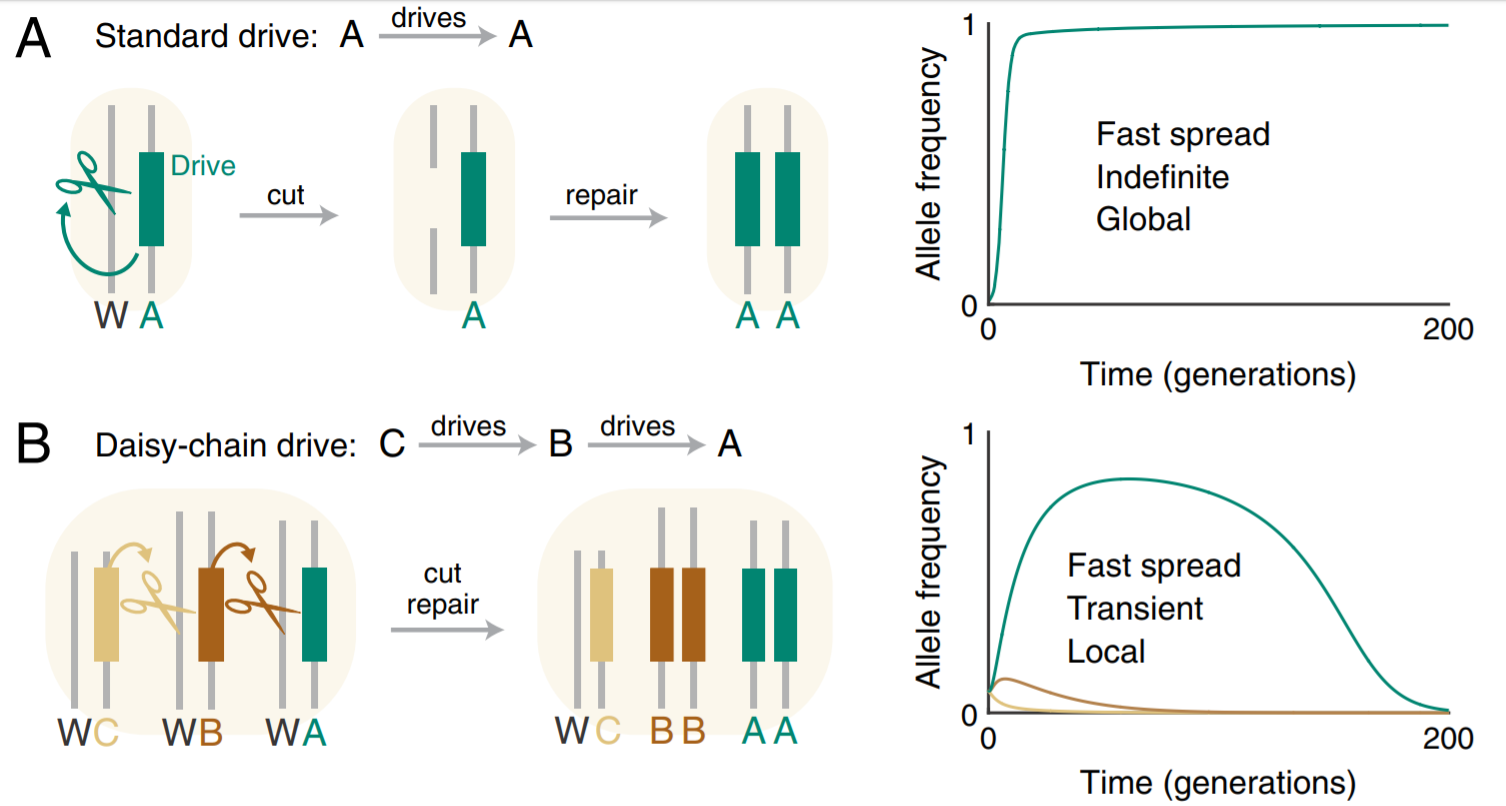 A
Standard drive: A drives A
Drive
cut
repair
W A
A
A A
Allele frequency
1
0
0
200
Fast spread
Indefinite
Global
Time (generations)
B
Daisy-chain drive: C drives B drives A
cut
repair
W C W B W A
W C B B A A
Allele frequency
1
0
0
200
Fast spread
Transient
Local
Time (generations)